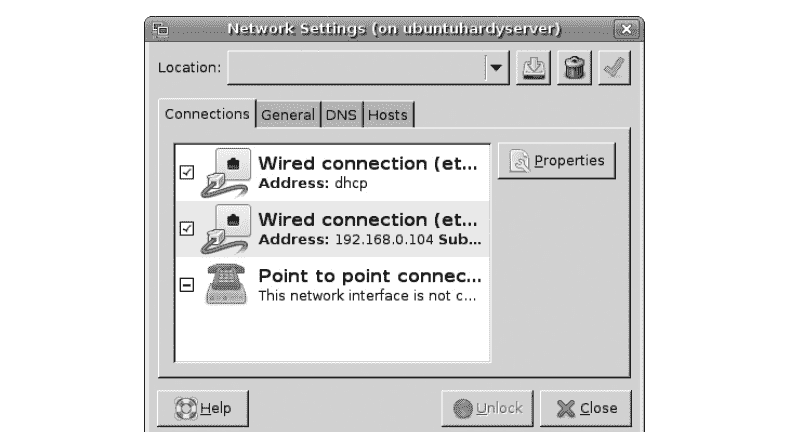 Network Settings (on ubuntuhardyserver)
Location:
Connections General DNS Hosts
Wired connection (et...
Address: dhcp
Properties
Wired connection (et...
Address: 192.168.0.104 Sub...
Point to point connec...
This network interface is not c...
Help Unlock Close